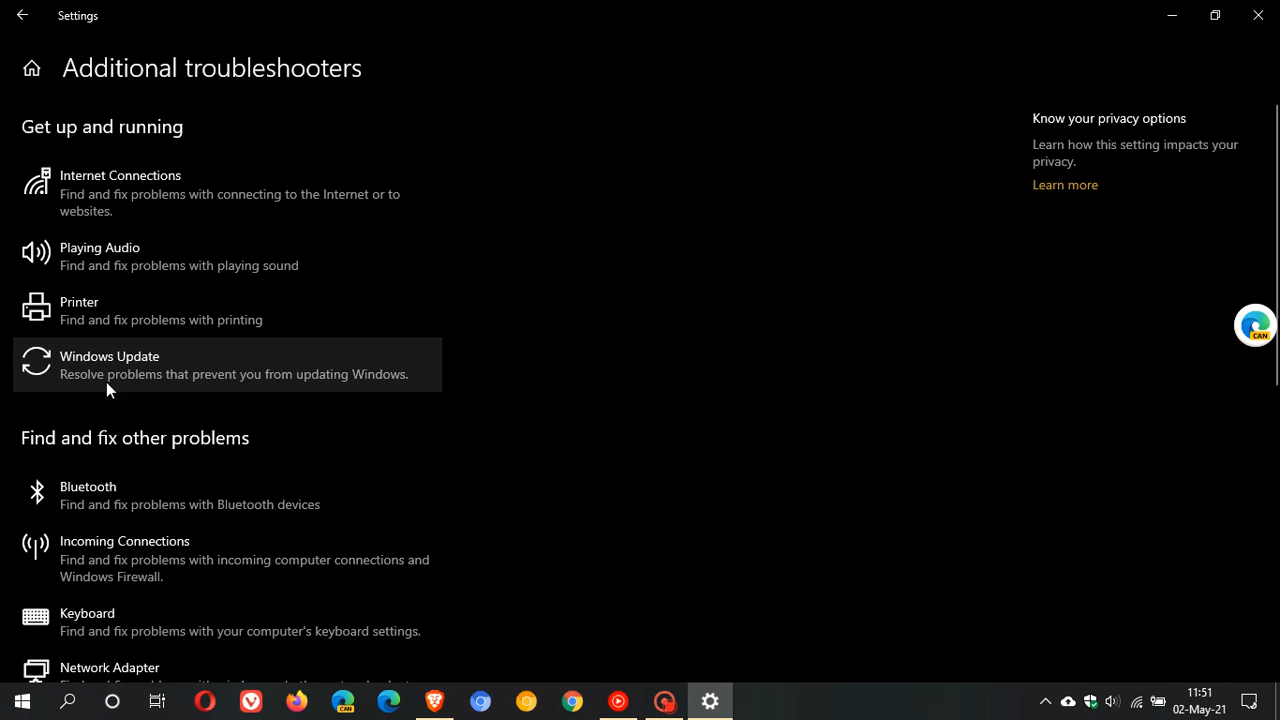 Settings
Additional troubleshooters
Get up and running
Internet Connections
Find and fix problems with connecting to the Internet or to
websites.
Playing Audio
Find and fix problems with playing sound
Printer
Find and fix problems with printing
Windows Update
Resolve problems that prevent you from updating Windows.
Find and fix other problems
Bluetooth
Find and fix problems with Bluetooth devices
Incoming Connections
Find and fix problems with incoming computer connections and
Windows Firewall.
Keyboard
Find and fix problems with your computer's keyboard settings.
Network Adapter
Know your privacy options
Learn how this setting impacts your
privacy.
Learn more
CAN
CAN
11:51
02-May-21